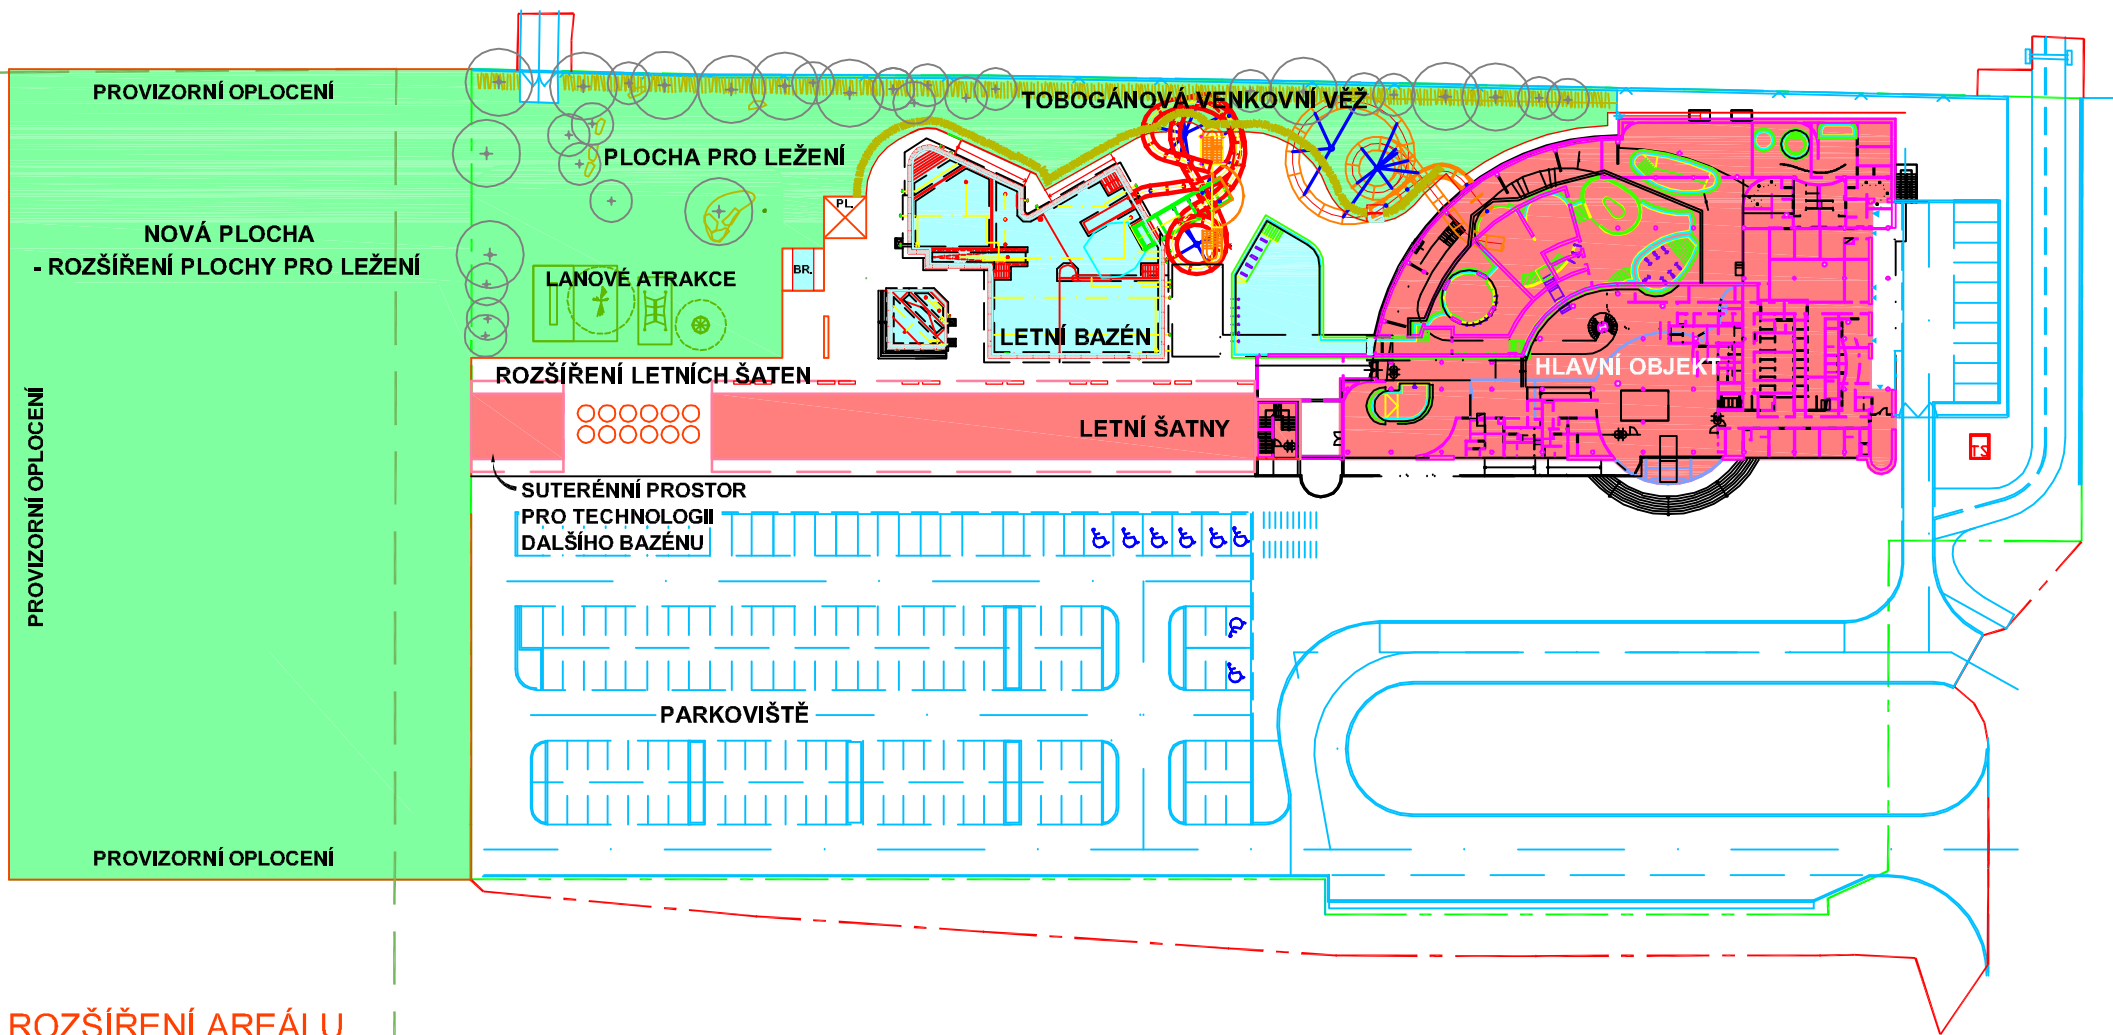 PROVIZORNÍ OPLOCENÍ
TOBOGÁNOVÁ VENKOVNÍ VĚŽ
PLOCHA PRO LEŽENÍ
PL.
NOVÁ PLOCHA
- ROZŠÍŘENÍ PLOCHY PRO LEŽENÍ
BR.
LANOVÉ ATRAKCE
LETNÍ BAZÉN
HLAVNÍ OBJEKT
ROZŠÍŘENÍ LETNÍCH ŠATEN
LETNÍ ŠATNY
TS
PROVIZORNÍ OPLOCENÍ
SUTERÉNNÍ PROSTOR
PRO TECHNOLOGII
DALŠÍHO BAZÉNU
PARKOVIŠTĚ
PROVIZORNÍ OPLOCENÍ
ROZŠÍŘENÍ AREÁLU